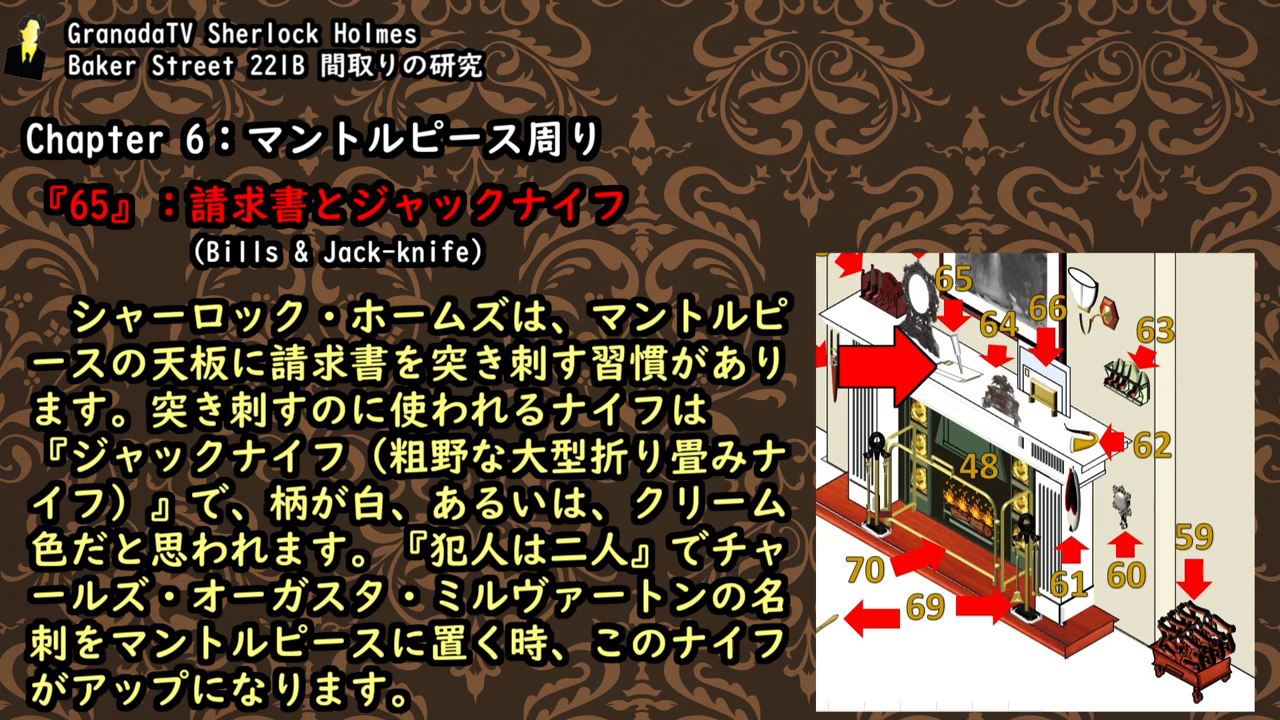 GranadaTV Sherlock Holmes
Baker Street 221B 間取りの研究
Chapter 6：マントルピース周り
『65』：請求書とジャックナイフ
(Bills & Jack-knife)
シャーロック・ホームズは、マントルピ
ースの天板に請求書を突き刺す習慣があり
ます。突き刺すのに使われるナイフは
『ジャックナイフ（粗野な大型折り畳みナ
イフ）』で、柄が白、あるいは、クリーム
色だと思われます。『犯人は二人』でチャ
ールズ・オーガスタ・ミルヴァートンの名
刺をマントルピースに置く時、このナイフ
がアップになります。
65
64
66
63
62
48
59
70
61
60
69